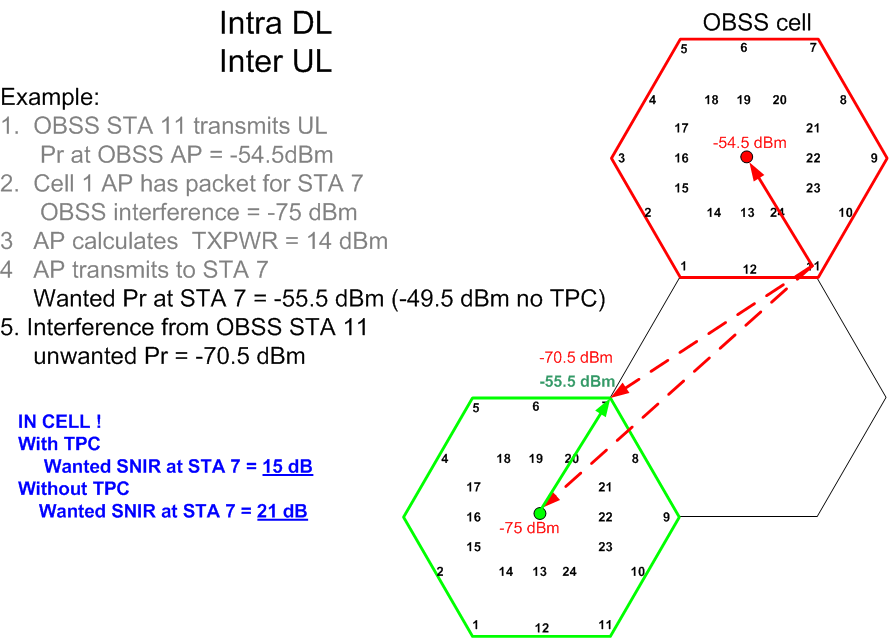 Intra DL
Inter UL
OBSS cell
Example:
1. OBSS STA 11 transmits UL
Pr at OBSS AP = -54.5dBm
2. Cell 1 AP has packet for STA 7
OBSS interference = -75 dBm
3 AP calculates TXPWR = 14 dBm
4 AP transmits to STA 7
Wanted Pr at STA 7 = -55.5 dBm (-49.5 dBm no TPC)
5. Interference from OBSS STA 11
unwanted Pr = -70.5 dBm
IN CELL !
With TPC
Wanted SNIR at STA 7 = 15 dB
Without TPC
Wanted SNIR at STA 7 = 21 dB
5 6 7
4 18 19 20 8
17 21
-54.5 dBm
3 16 22 9
15 23
2 14 13 24 10
1 12 11
-70.5 dBm
-55.5 dBm
5 6 7
4 18 19 20 8
17 21
16 22 9
-75 dBm
15 23
2 14 13 24 10
1 12 11